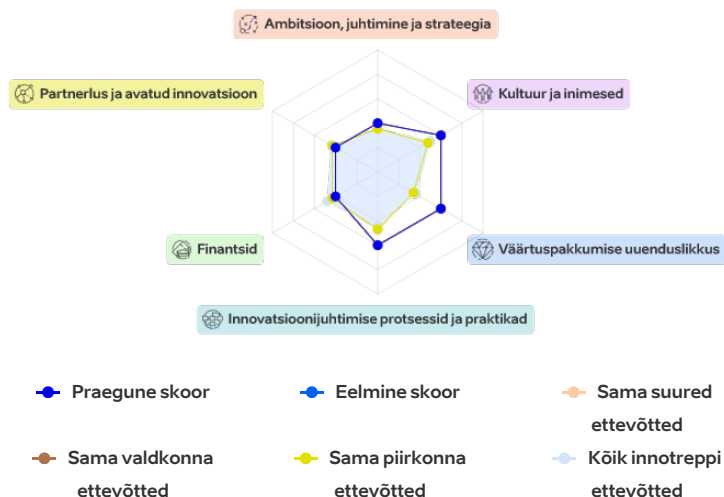 Ambitsioon, juhtimine ja strateegia
Partnerlus ja avatud innovatsioon
Kultuur ja inimesed
Finantsid
Väärtuspakkumise uuenduslikkus
Innovatsioonijuhtimise protsessid ja praktikad
Praegune skoor
Eelmine skoor
Sama suured
ettevõtted
Sama valdkonna
ettevõtted
Sama piirkonna
ettevõtted
Kõik innotreppi
ettevõtted